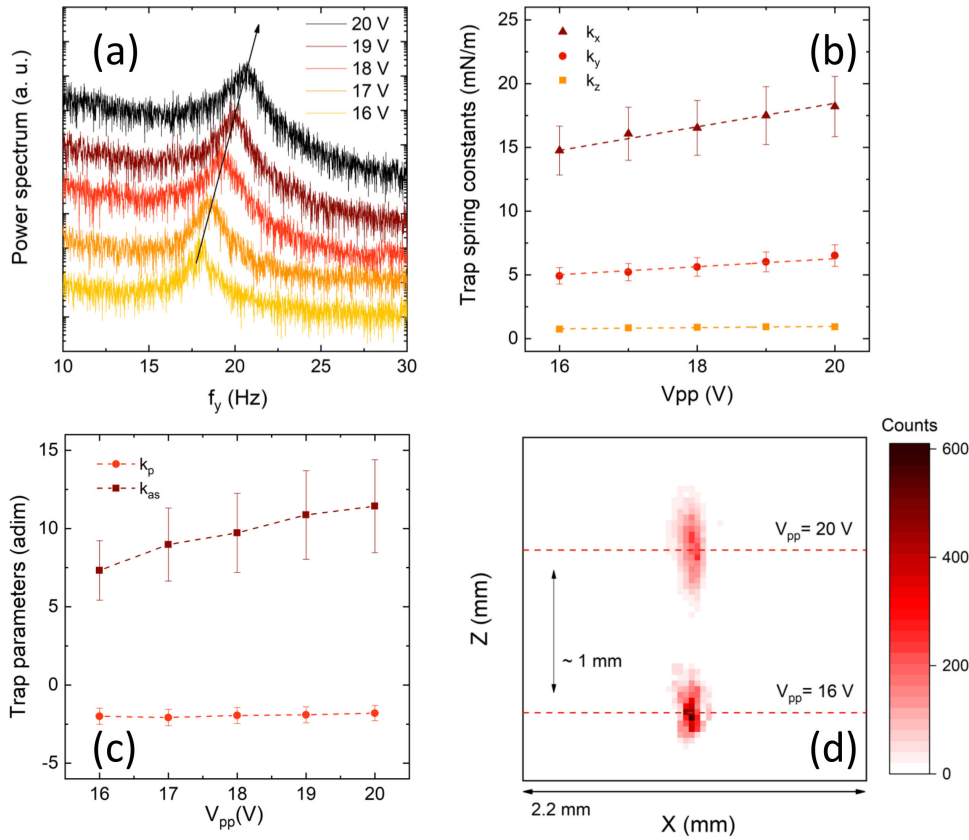 (a)
20 V
19 V
18 V
17 V
16 V
Power spectrum (a. u.)
10 15 20 25 30
f_y (Hz)
(b)
k_x
k_y
k_z
Trap spring constants (mN/m)
25
20
15
10
5
0
16 17 18 19 20
Vpp (V)
(c)
k_p
k_as
Trap parameters (adim)
15
10
5
0
-5
16 17 18 19 20
V_pp(V)
(d)
V_pp= 20 V
~ 1 mm
V_pp= 16 V
Z (mm)
2.2 mm
X (mm)
Counts
600
400
200
0